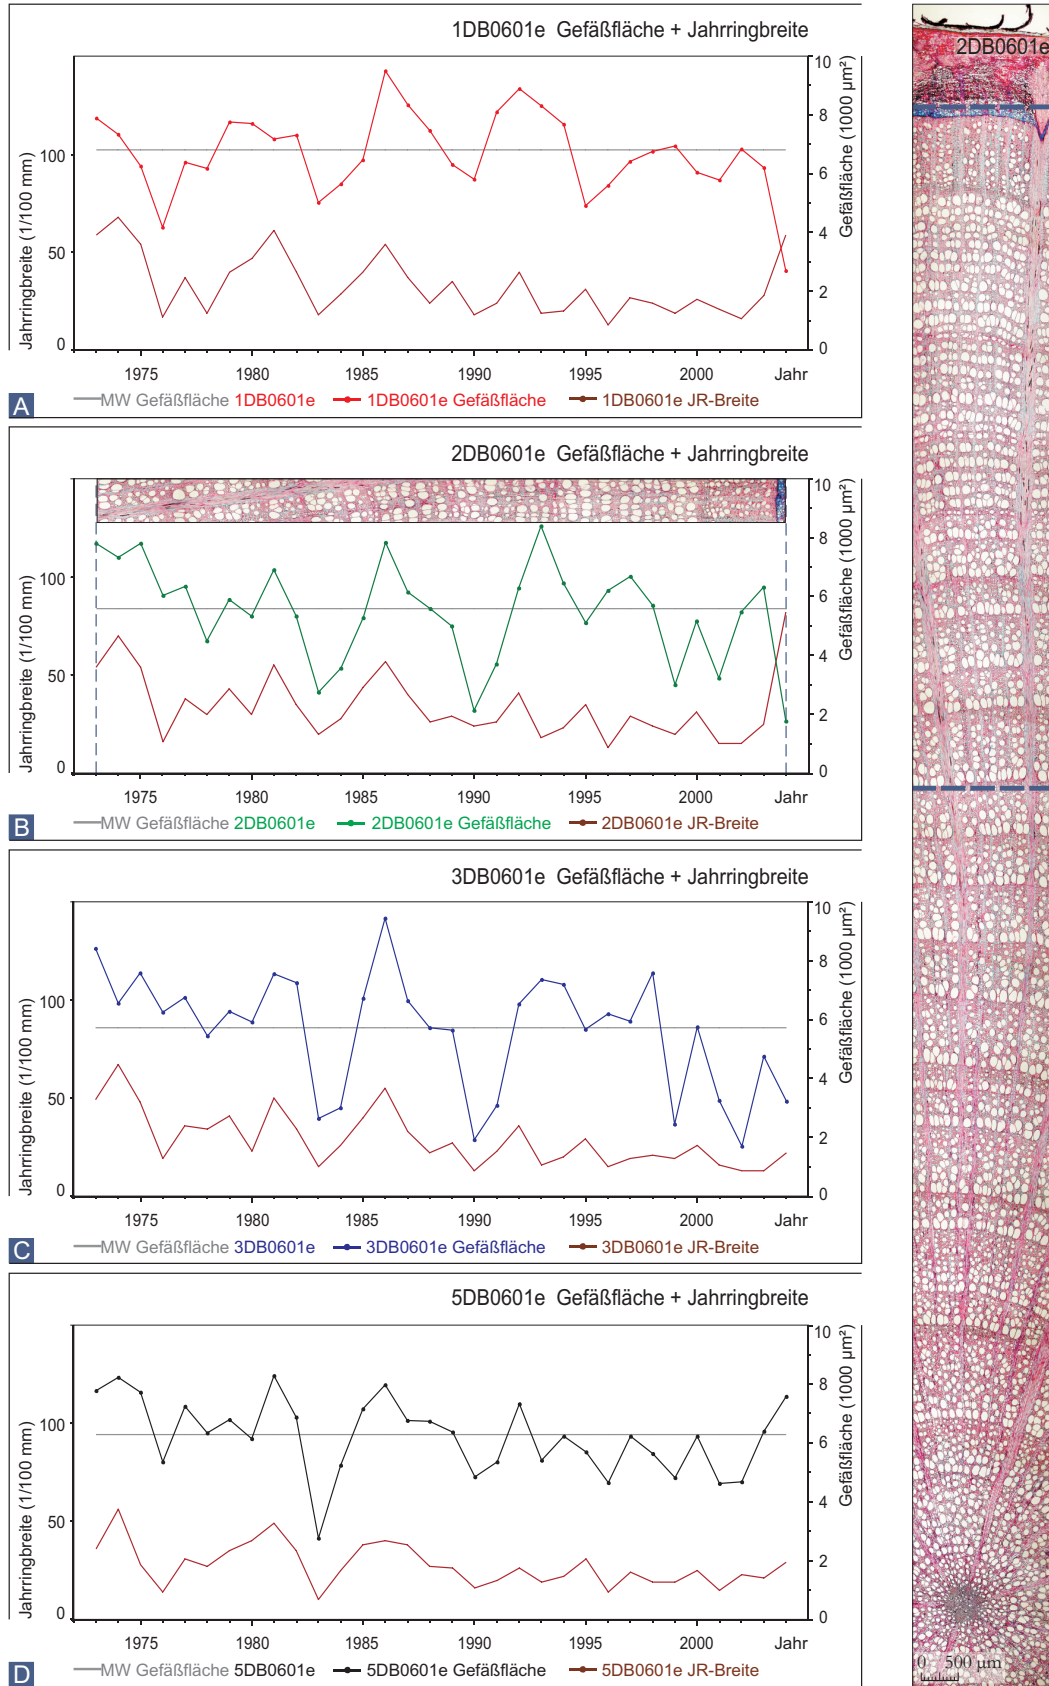 1DB0601e Gefäßfläche + Jahrringbreite
Jahrringbreite (1/100 mm)
100
50
0
10
8
6
4
2
0
Gefäßfläche (1000 µm²)
1975 1980 1985 1990 1995 2000 Jahr
MW Gefäßfläche 1DB0601e 1DB0601e Gefäßfläche 1DB0601e JR-Breite
A
2DB0601e Gefäßfläche + Jahrringbreite
Jahrringbreite (1/100 mm)
100
50
0
10
8
6
4
2
0
Gefäßfläche (1000 µm²)
1975 1980 1985 1990 1995 2000 Jahr
MW Gefäßfläche 2DB0601e 2DB0601e Gefäßfläche 2DB0601e JR-Breite
B
3DB0601e Gefäßfläche + Jahrringbreite
Jahrringbreite (1/100 mm)
100
50
0
10
8
6
4
2
0
Gefäßfläche (1000 µm²)
1975 1980 1985 1990 1995 2000 Jahr
MW Gefäßfläche 3DB0601e 3DB0601e Gefäßfläche 3DB0601e JR-Breite
C
5DB0601e Gefäßfläche + Jahrringbreite
Jahrringbreite (1/100 mm)
100
50
0
10
8
6
4
2
0
Gefäßfläche (1000 µm²)
1975 1980 1985 1990 1995 2000 Jahr
MW Gefäßfläche 5DB0601e 5DB0601e Gefäßfläche 5DB0601e JR-Breite
D
2DB0601e
0 500 µm